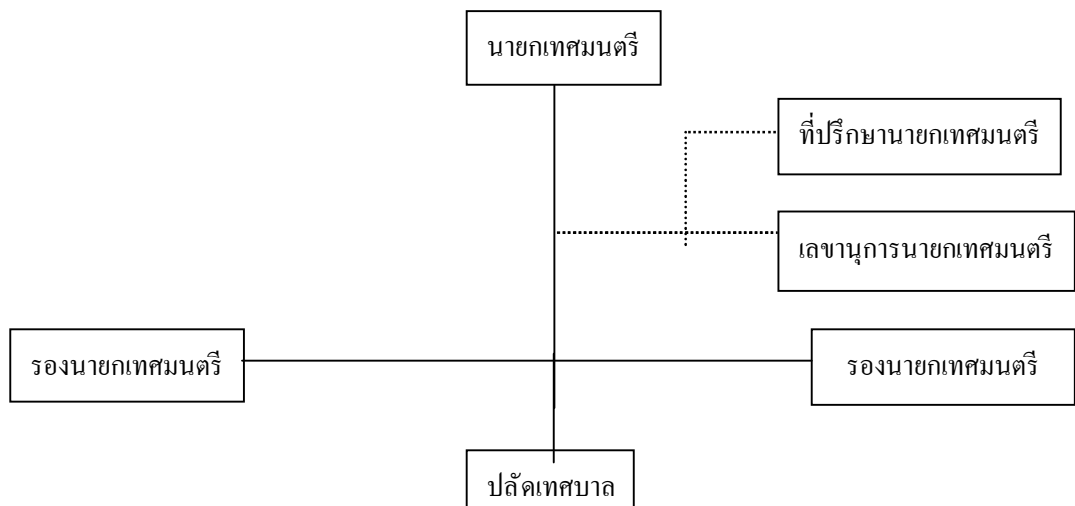 นายกเทศมนตรี
ที่ปรึกษานายกเทศมนตรี
เลขานุการนายกเทศมนตรี
รองนายกเทศมนตรี
รองนายกเทศมนตรี
ปลัดเทศบาล